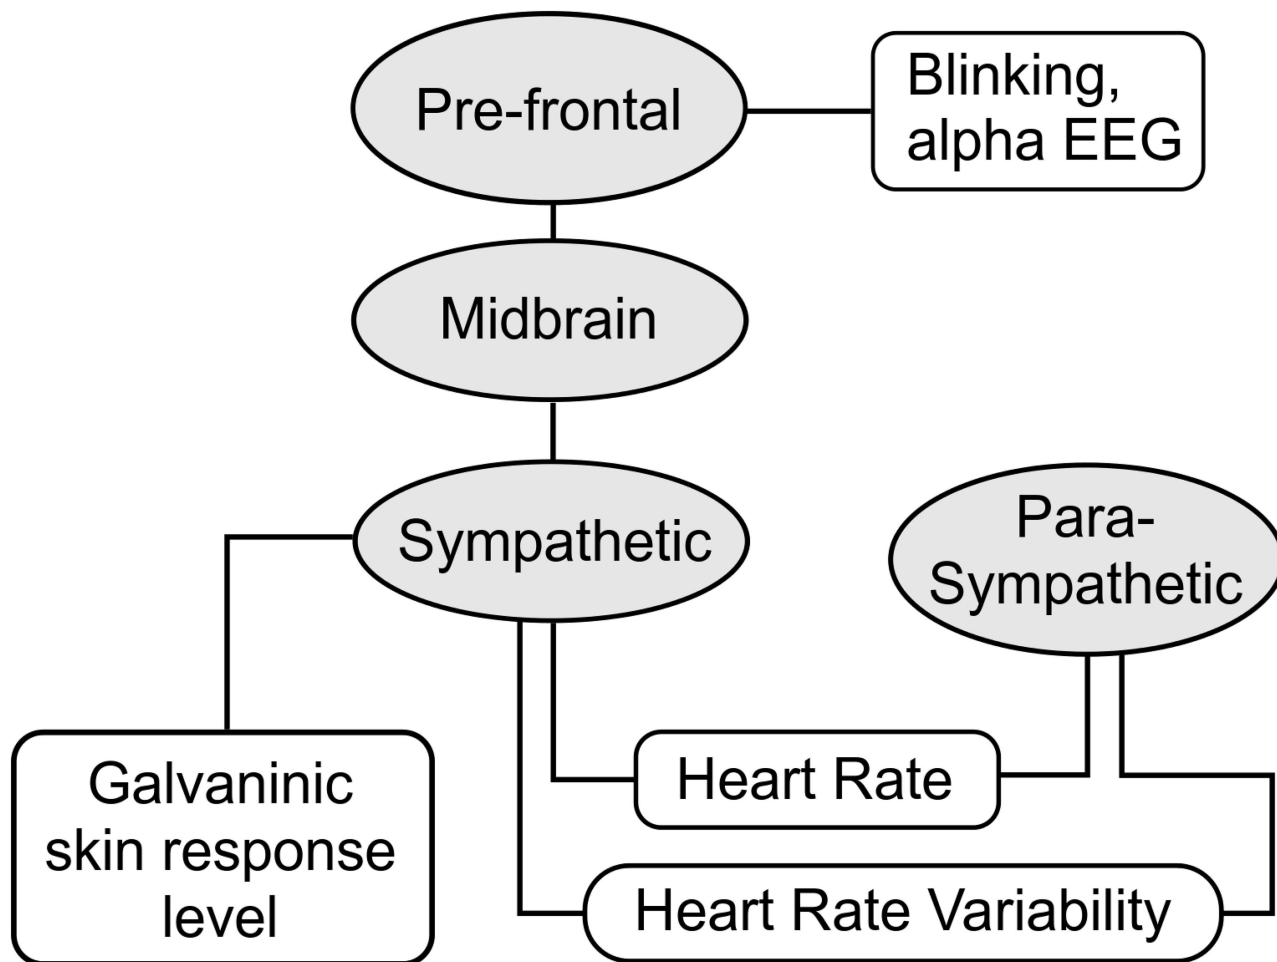 Pre-frontal
Blinking,
alpha EEG
Midbrain
Sympathetic
Para-
Sympathetic
Galvaninic
skin response
level
Heart Rate
Heart Rate Variability